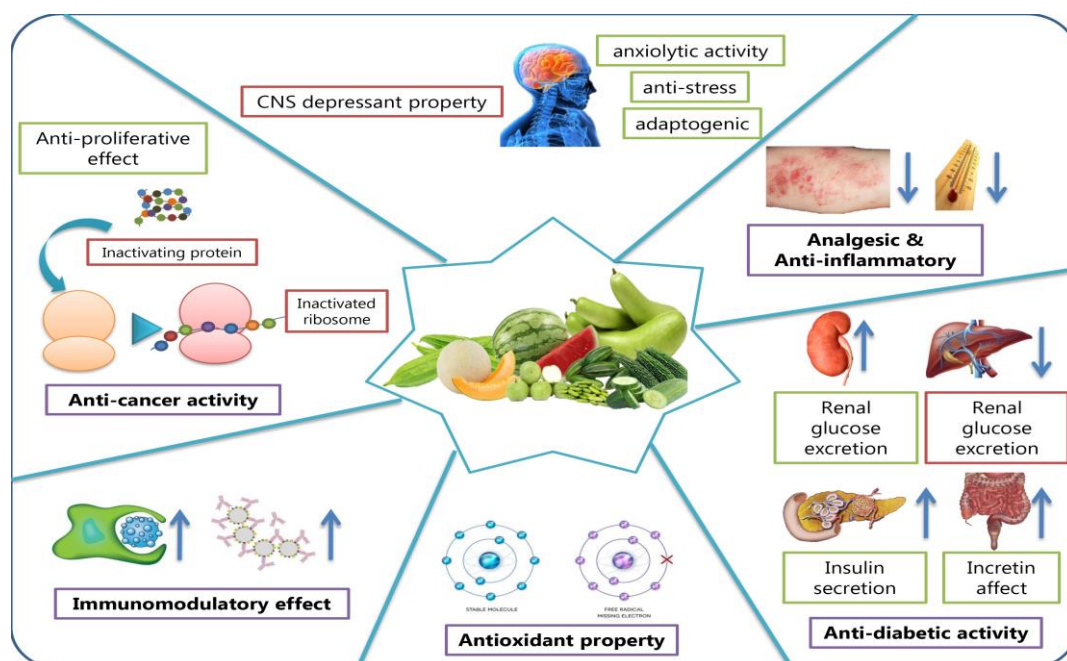 CNS depressant property
anxiolytic activity
anti-stress
adaptogenic
Anti-proliferative
effect
Inactivating protein
Inactivated
ribosome
Anti-cancer activity
Analgesic &
Anti-inflammatory
Renal
glucose
excretion
Renal
glucose
excretion
Insulin
secretion
Incretin
affect
Anti-diabetic activity
Immunomodulatory effect
STABLE MOLECULE
FREE RADICAL
MISSING ELECTRON
Antioxidant property